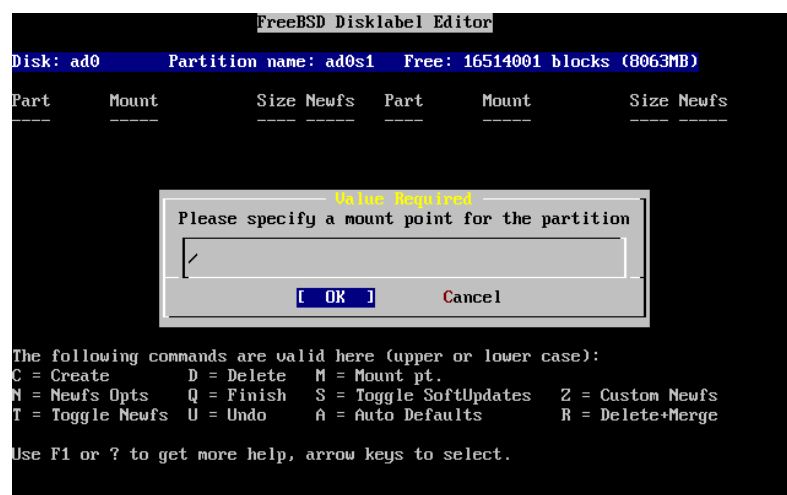 FreeBSD Disklabel Editor
Disk: ad0 Partition name: ad0s1 Free: 16514001 blocks (8063MB)
Part Mount Size Newfs Part Mount Size Newfs
---- ----- ---- ----- ---- ----- ---- -----
Value Required
Please specify a mount point for the partition
/
[ OK ] Cancel
The following commands are valid here (upper or lower case):
C = Create D = Delete M = Mount pt.
N = Newfs Opts Q = Finish S = Toggle SoftUpdates Z = Custom Newfs
T = Toggle Newfs U = Undo A = Auto Defaults R = Delete+Merge
Use F1 or ? to get more help, arrow keys to select.